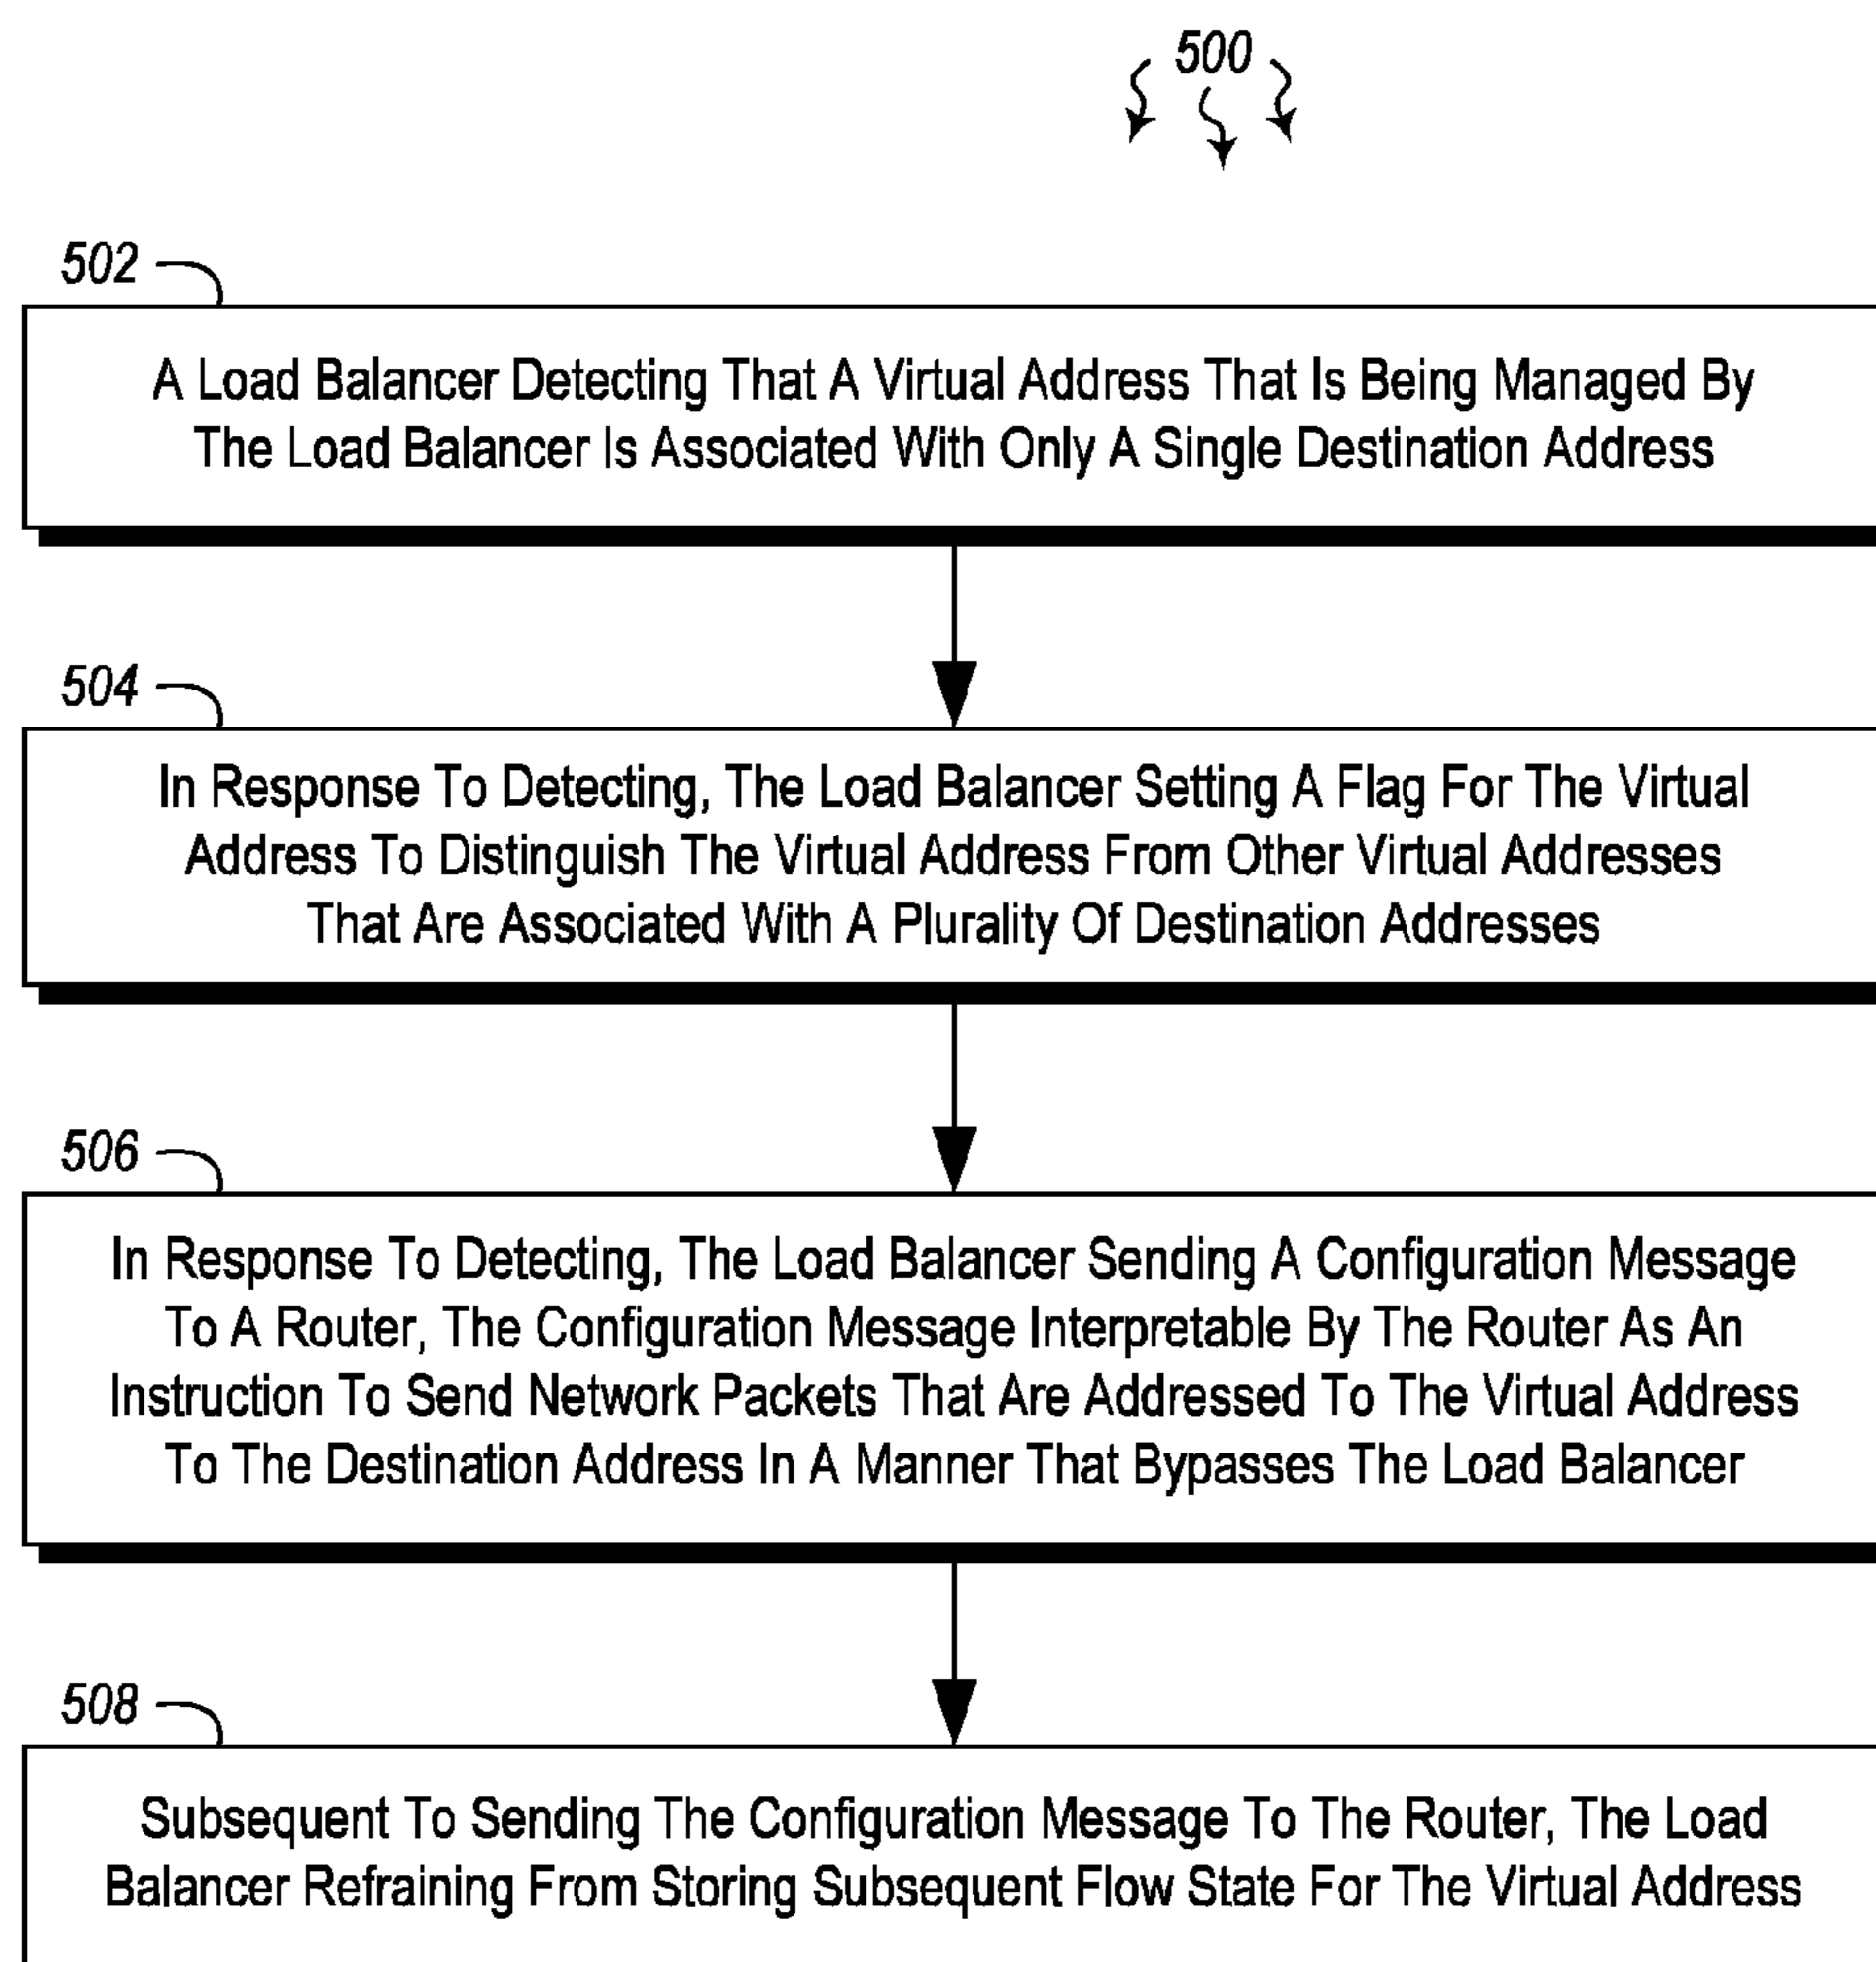 500
502
A Load Balancer Detecting That A Virtual Address That Is Being Managed By
The Load Balancer Is Associated With Only A Single Destination Address
504
In Response To Detecting, The Load Balancer Setting A Flag For The Virtual
Address To Distinguish The Virtual Address From Other Virtual Addresses
That Are Associated With A Plurality Of Destination Addresses
506
In Response To Detecting, The Load Balancer Sending A Configuration Message
To A Router, The Configuration Message Interpretable By The Router As An
Instruction To Send Network Packets That Are Addressed To The Virtual Address
To The Destination Address In A Manner That Bypasses The Load Balancer
508
Subsequent To Sending The Configuration Message To The Router, The Load
Balancer Refraining From Storing Subsequent Flow State For The Virtual Address